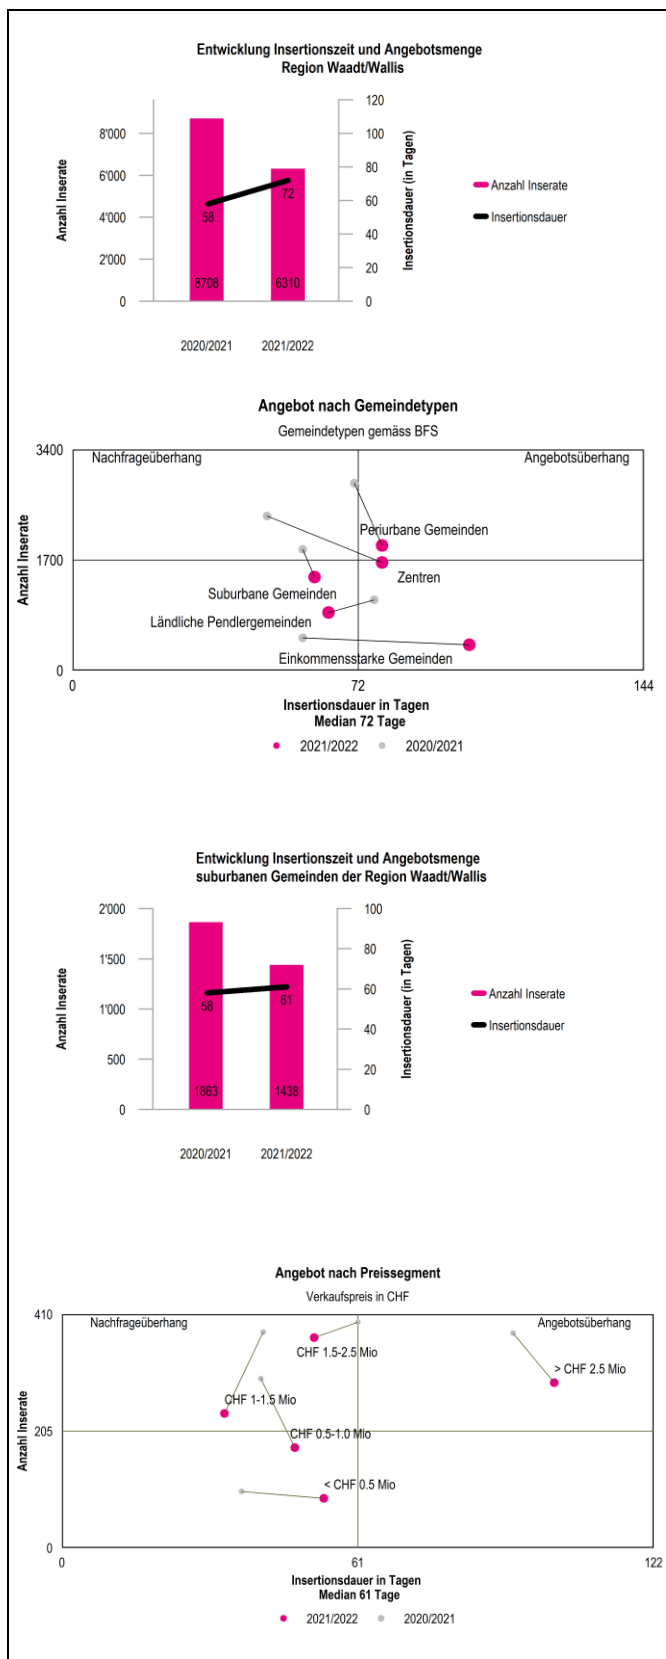 Entwicklung Insertionszeit und Angebotsmenge
Region Waadt/Wallis
Anzahl Inserate
8'000
6'000
4'000
2'000
0
120
100
80
60
40
20
0
Insertionsdauer (in Tagen)
58
72
8708
6310
2020/2021
2021/2022
Anzahl Inserate
Insertionsdauer
Angebot nach Gemeindetypen
Gemeindetypen gemäss BFS
Anzahl Inserate
3400
1700
0
Nachfrageüberhang
Angebotsüberhang
Periurbane Gemeinden
Zentren
Suburbane Gemeinden
Ländliche Pendlergemeinden
Einkommensstarke Gemeinden
0
72
144
Insertionsdauer in Tagen
Median 72 Tage
2021/2022
2020/2021
Entwicklung Insertionszeit und Angebotsmenge
suburbanen Gemeinden der Region Waadt/Wallis
Anzahl Inserate
2'000
1'500
1'000
500
0
100
80
60
40
20
0
Insertionsdauer (in Tagen)
58
61
1863
1438
2020/2021
2021/2022
Anzahl Inserate
Insertionsdauer
Angebot nach Preissegment
Verkaufspreis in CHF
Anzahl Inserate
410
205
0
Nachfrageüberhang
Angebotsüberhang
CHF 1.5-2.5 Mio
> CHF 2.5 Mio
CHF 1-1.5 Mio
CHF 0.5-1.0 Mio
< CHF 0.5 Mio
0
61
122
Insertionsdauer in Tagen
Median 61 Tage
2021/2022
2020/2021